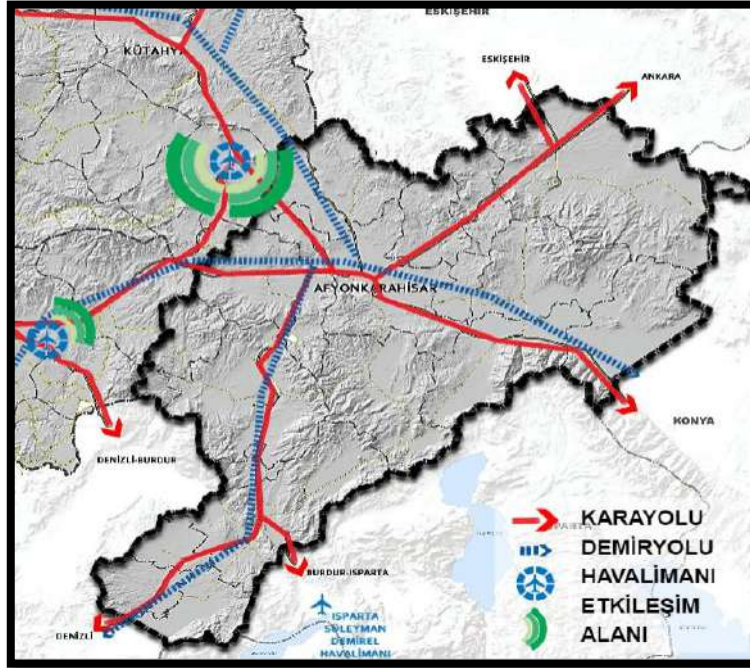 ESKİŞEHİR
KÜTAHY
ESKİŞEHİR
ANKARA
AFYONKARAHİSAR
KONYA
DENİZLİ-BURDUR
BURDUR-ISPARTA
DENİZLİ
ISPARTA
SÜLEYMAN
DEMİREL
HAVALİMANI
KARAYOLU
DEMİRYOLU
HAVALİMANI
ETKİLEŞİM
ALANI